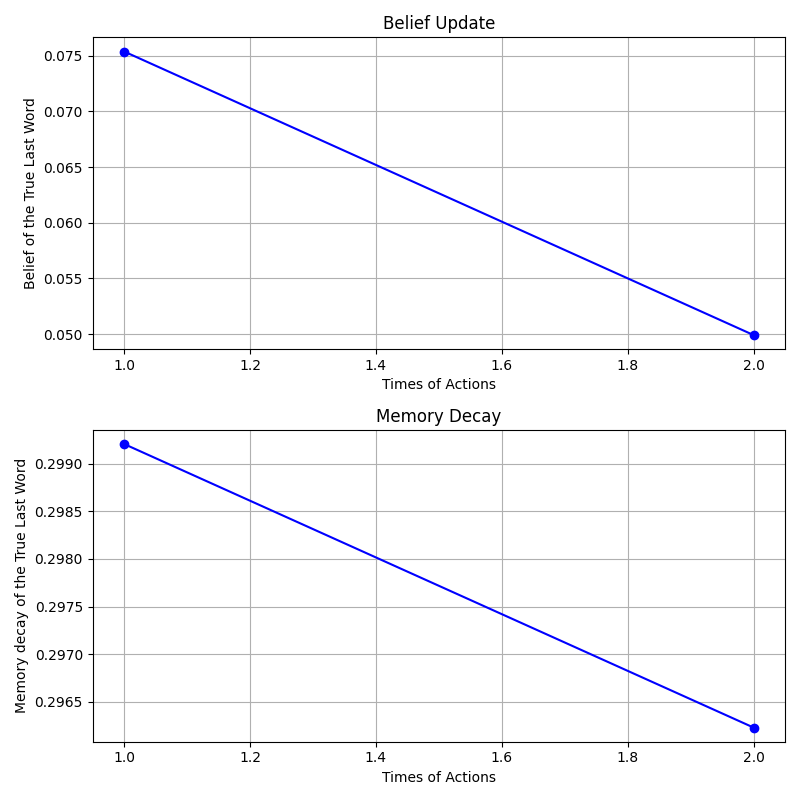 Belief Update
Belief of the True Last Word
0.075
0.070
0.065
0.060
0.055
0.050
1.0 1.2 1.4 1.6 1.8 2.0
Times of Actions
Memory Decay
Memory decay of the True Last Word
0.2990
0.2985
0.2980
0.2975
0.2970
0.2965
1.0 1.2 1.4 1.6 1.8 2.0
Times of Actions